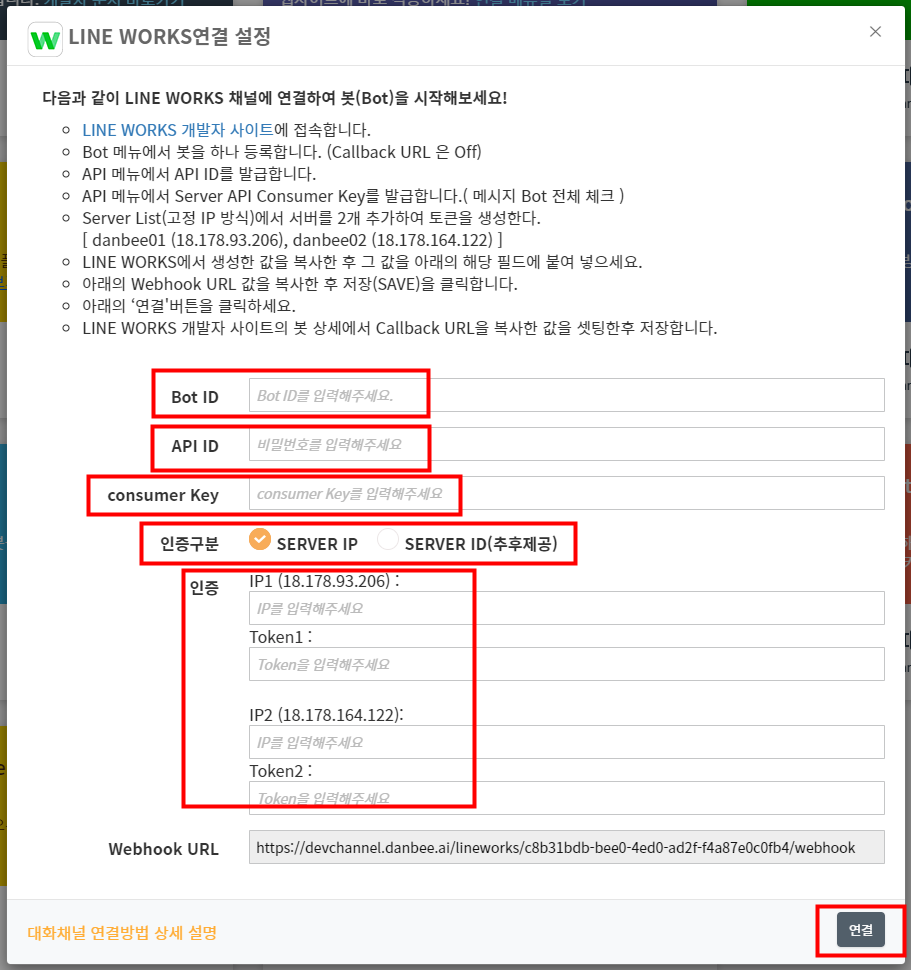 LINE WORKS연결 설정
×
다음과 같이 LINE WORKS 채널에 연결하여 봇(Bot)을 시작해보세요!
LINE WORKS 개발자 사이트에 접속합니다.
Bot 메뉴에서 봇을 하나 등록합니다. (Callback URL 은 Off)
API 메뉴에서 API ID를 발급합니다.
API 메뉴에서 Server API Consumer Key를 발급합니다.( 메시지 Bot 전체 체크 )
Server List(고정 IP 방식)에서 서버를 2개 추가하여 토큰을 생성한다.
[ danbee01 (18.178.93.206), danbee02 (18.178.164.122) ]
LINE WORKS에서 생성한 값을 복사한 후 그 값을 아래의 해당 필드에 붙여 넣으세요.
아래의 Webhook URL 값을 복사한 후 저장(SAVE)을 클릭합니다.
아래의 ‘연결'버튼을 클릭하세요.
LINE WORKS 개발자 사이트의 봇 상세에서 Callback URL을 복사한 값을 셋팅한후 저장합니다.
Bot ID Bot ID를 입력해주세요.
API ID 비밀번호를 입력해주세요
consumer Key consumer Key를 입력해주세요
인증구분 SERVER IP SERVER ID(추후제공)
인증 IP1 (18.178.93.206) :
IP를 입력해주세요
Token1 :
Token을 입력해주세요
IP2 (18.178.164.122):
IP를 입력해주세요
Token2 :
Token을 입력해주세요
Webhook URL https://devchannel.danbee.ai/lineworks/c8b31bdb-bee0-4ed0-ad2f-f4a87e0c0fb4/webhook
대화채널 연결방법 상세 설명
연결